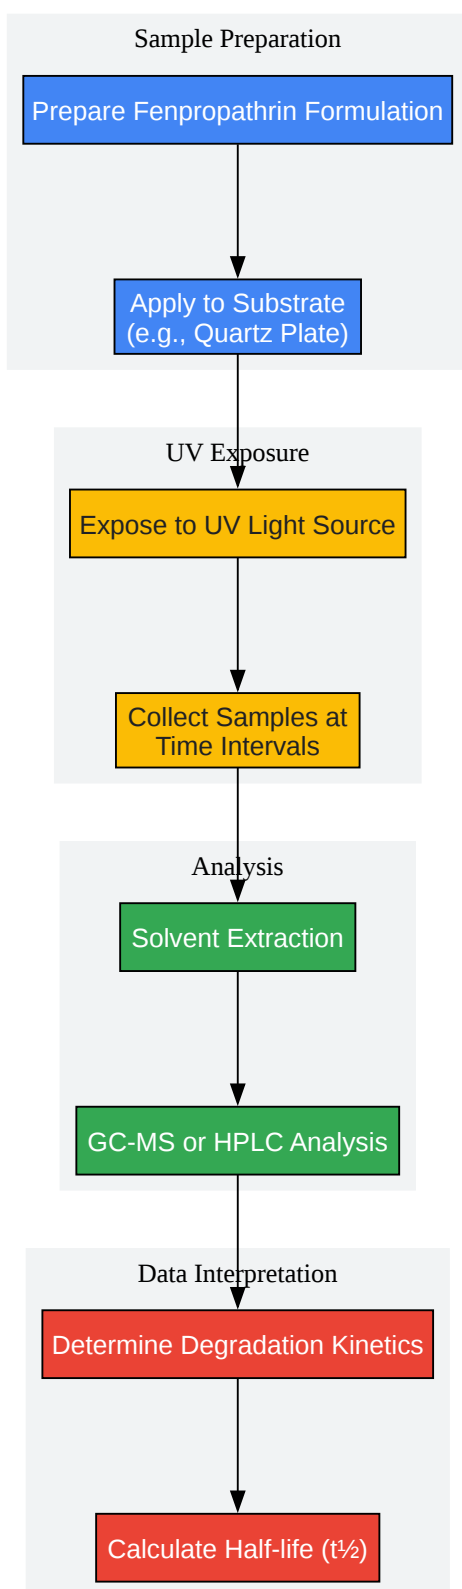 Sample Preparation
Prepare Fenpropathrin Formulation
Apply to Substrate
(e.g., Quartz Plate)
UV Exposure
Expose to UV Light Source
Collect Samples at
Time Intervals
Analysis
Solvent Extraction
GC-MS or HPLC Analysis
Data Interpretation
Determine Degradation Kinetics
Calculate Half-life (t½)